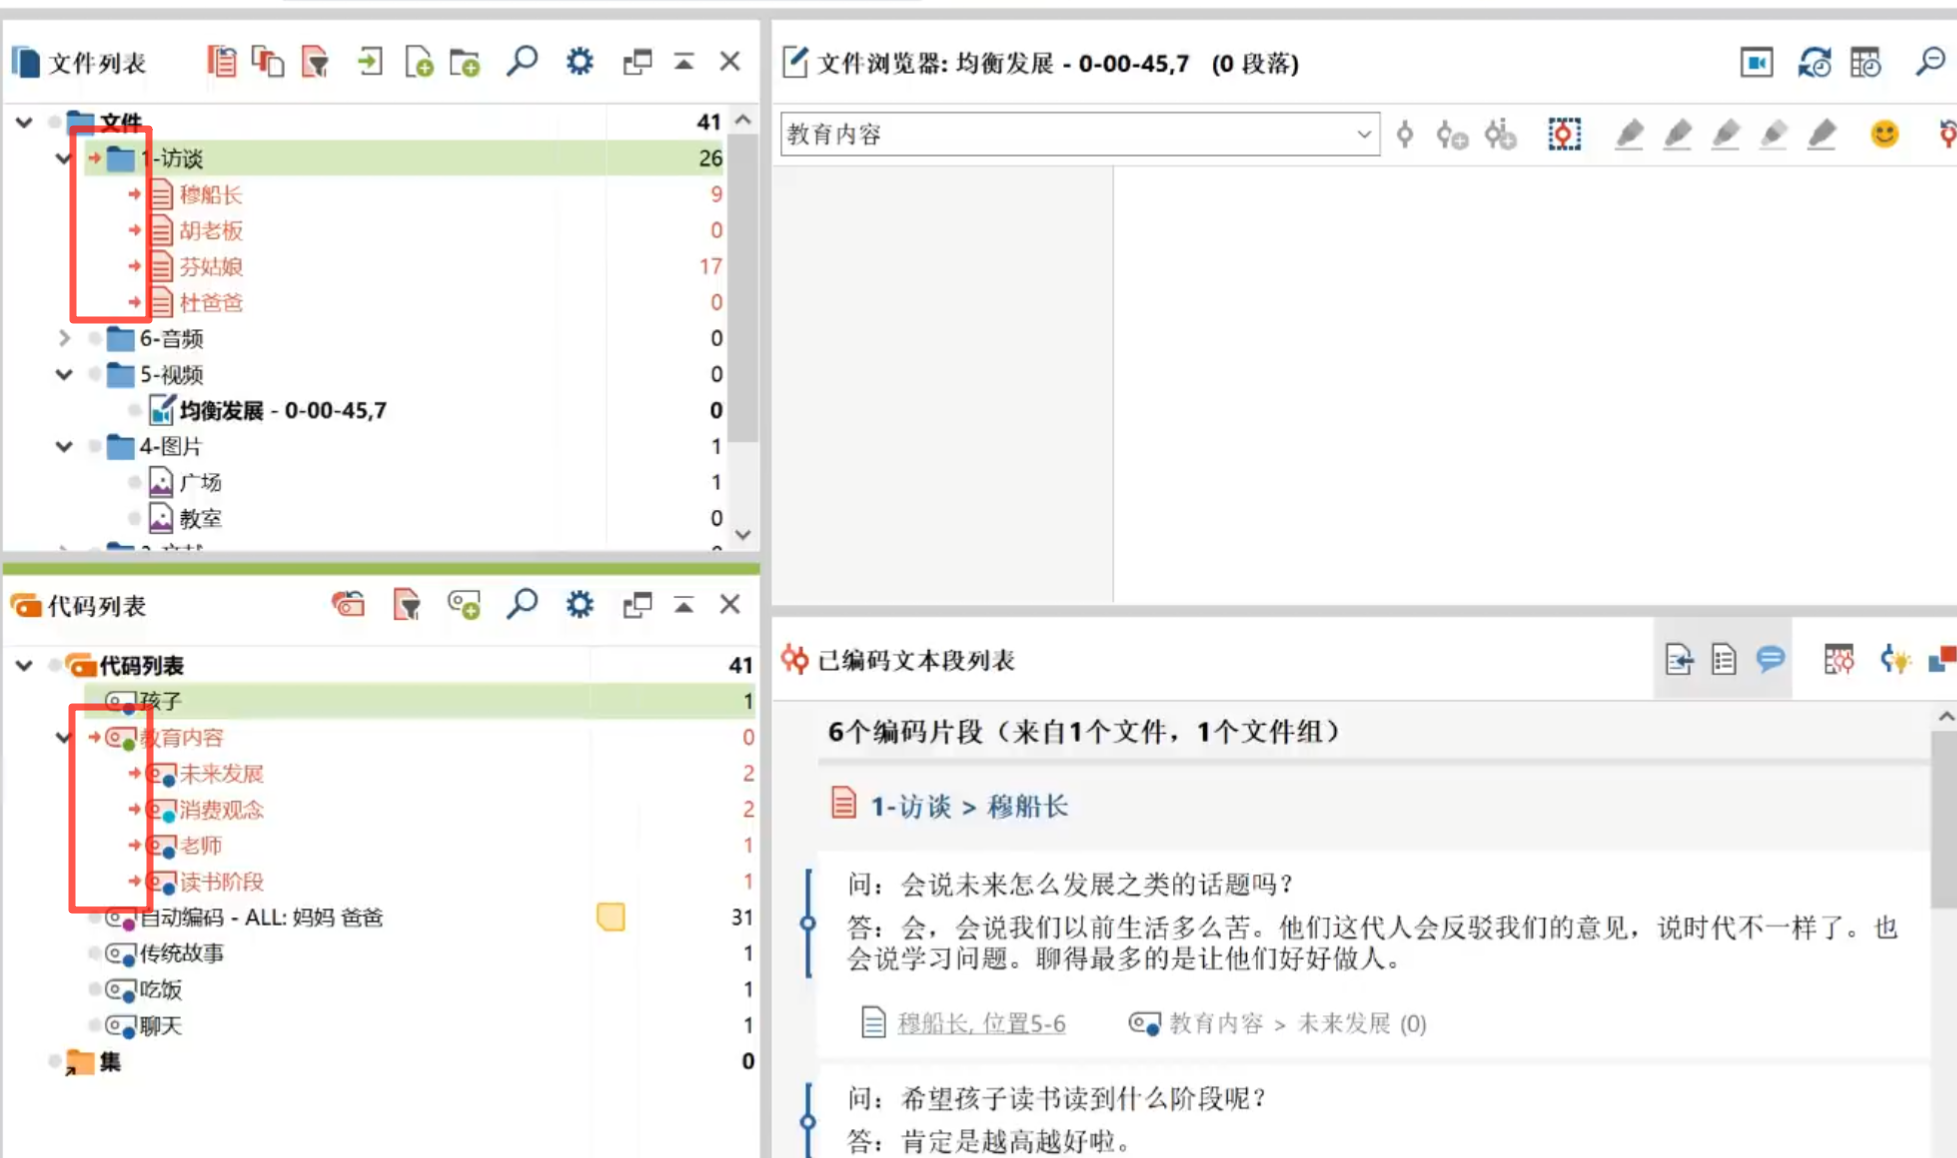 文件列表
文件 41
1-访谈 26
穆船长 9
胡老板 0
芬姑娘 17
杜爸爸 0
6-音频 0
5-视频 0
均衡发展 - 0-00-45,7 0
4-图片 1
广场 1
教室 0
代码列表
代码列表 41
孩子 1
教育内容 0
未来发展 2
消费观念 2
老师 1
读书阶段 1
自动编码 - ALL: 妈妈 爸爸 31
传统故事 1
吃饭 1
聊天 1
集 0
文件浏览器: 均衡发展 - 0-00-45,7 (0 段落)
教育内容
已编码文本段列表
6个编码片段（来自1个文件，1个文件组）
1-访谈 > 穆船长
问：会说未来怎么发展之类的话题吗？
答：会，会说我们以前生活多么苦。他们这代人会反驳我们的意见，说时代不一样了。也
会说学习问题。聊得最多的是让他们好好做人。
穆船长, 位置5-6 教育内容 > 未来发展 (0)
问：希望孩子读书读到什么阶段呢？
答：肯定是越高越好啦。